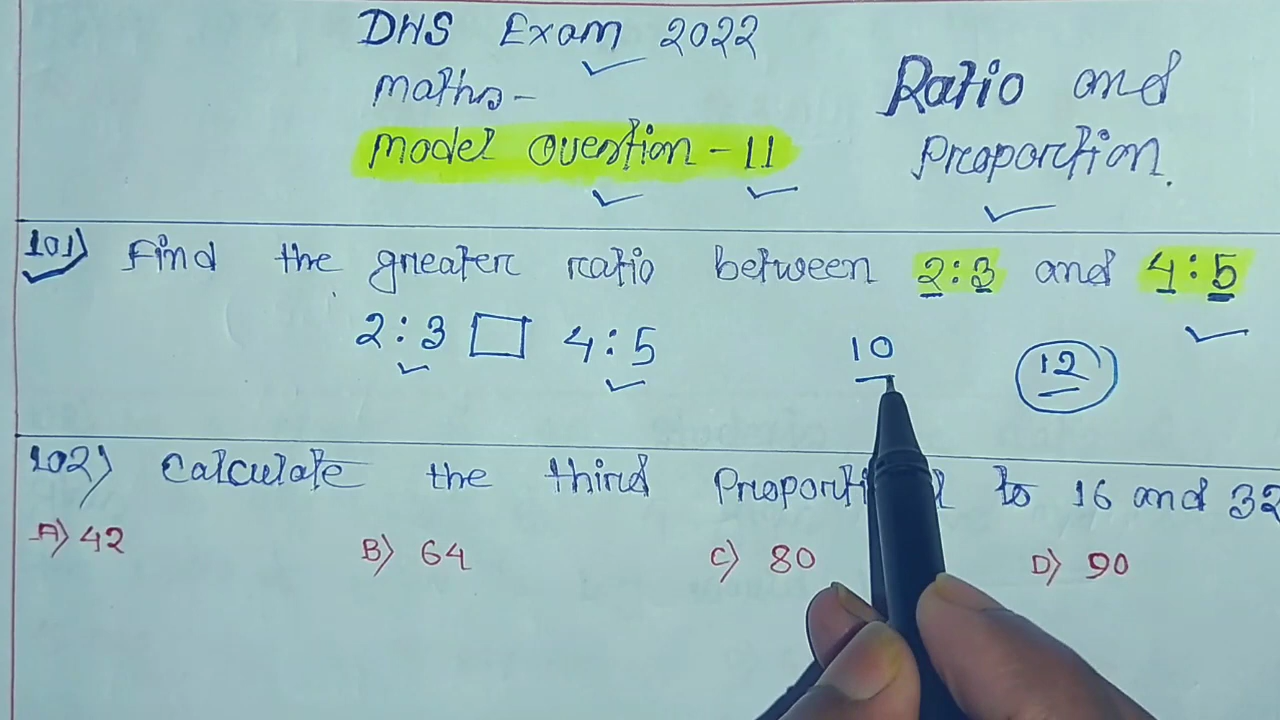 DHS Exam 2022
Maths-
Model Question - 11
Ratio and
Proportion.
101) Find the greater ratio between 2:3 and 4:5
2:3 □ 4:5
10
12
102) Calculate the third to 16 and 32
A) 42 B) 64 C) 80 D) 90